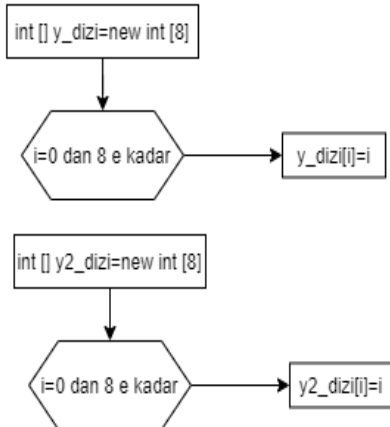 int [] y_dizi=new int [8]
i=0 dan 8 e kadar
y_dizi[i]=i
int [] y2_dizi=new int [8]
i=0 dan 8 e kadar
y2_dizi[i]=i